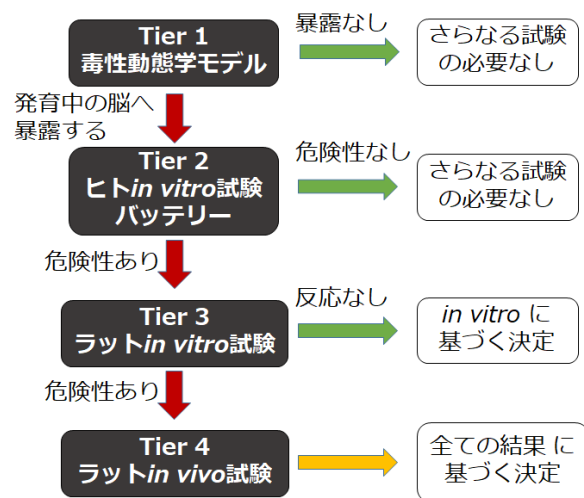 Tier 1
毒性動態学モデル
暴露なし
さらなる試験
の必要なし
発育中の脳へ
暴露する
Tier 2
ヒトin vitro試験
バッテリー
危険性なし
さらなる試験
の必要なし
危険性あり
Tier 3
ラットin vitro試験
反応なし
in vitro に
基づく決定
危険性あり
Tier 4
ラットin vivo試験
全ての結果 に
基づく決定